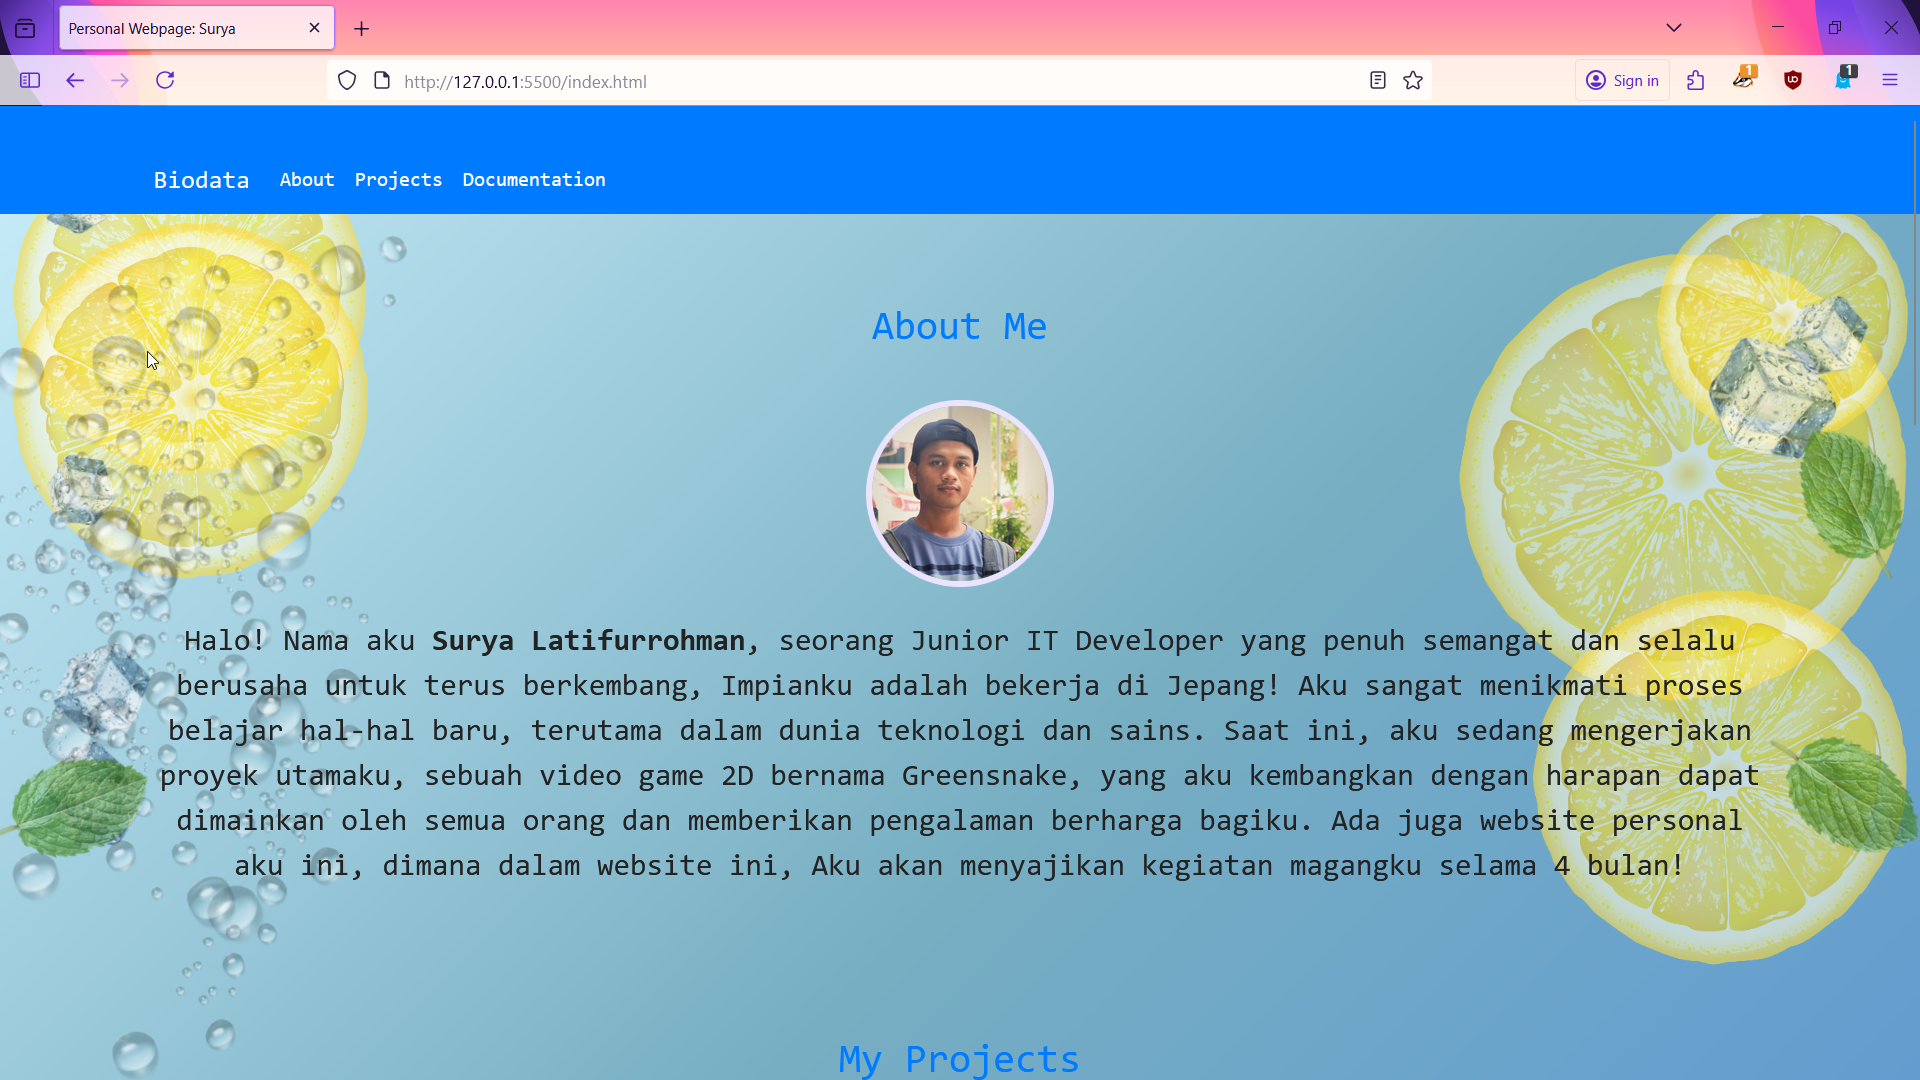 Personal Webpage: Surya
http://127.0.0.1:5500/index.html
Sign in
1
1
Biodata About Projects Documentation
About Me
Halo! Nama aku Surya Latifurrohman, seorang Junior IT Developer yang penuh semangat dan selalu
berusaha untuk terus berkembang, Impianku adalah bekerja di Jepang! Aku sangat menikmati proses
belajar hal-hal baru, terutama dalam dunia teknologi dan sains. Saat ini, aku sedang mengerjakan
proyek utamaku, sebuah video game 2D bernama Greensnake, yang aku kembangkan dengan harapan dapat
dimainkan oleh semua orang dan memberikan pengalaman berharga bagiku. Ada juga website personal
aku ini, dimana dalam website ini, Aku akan menyajikan kegiatan magangku selama 4 bulan!
My Projects